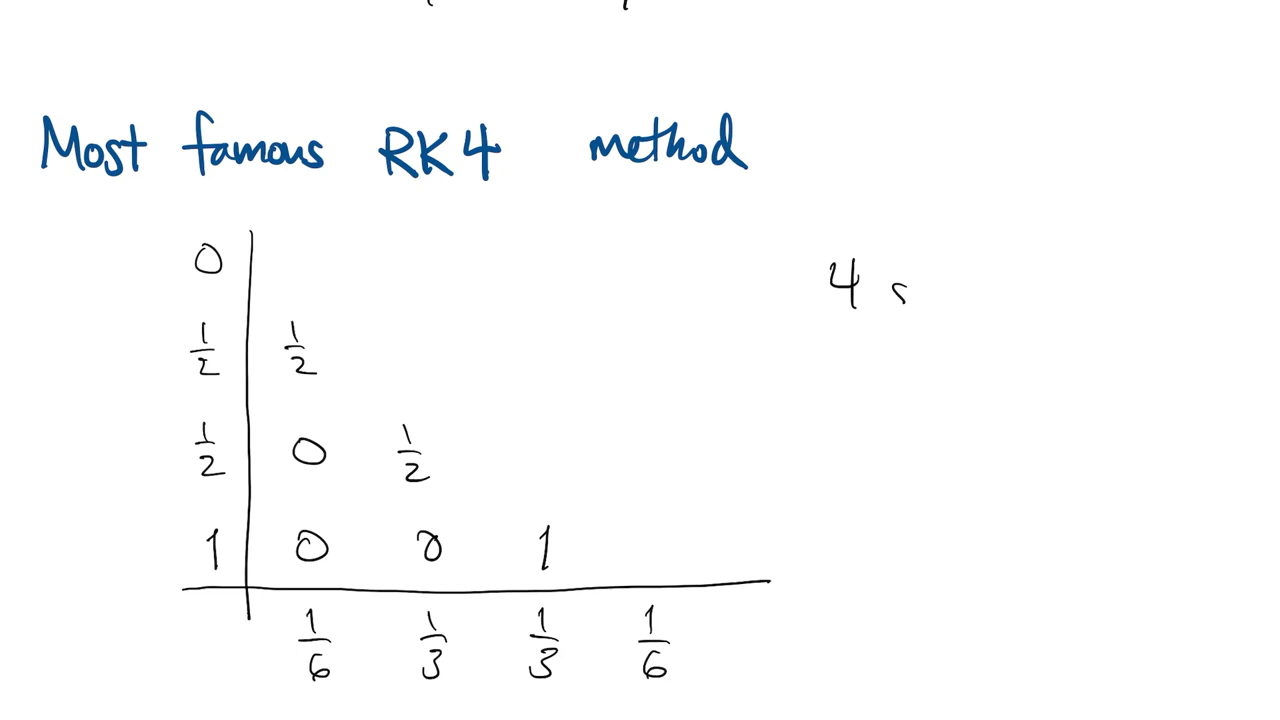 Most famous RK4 method
0
4
1/2 1/2
1/2 0 1/2
1 0 0 1
1/6 1/3 1/3 1/6